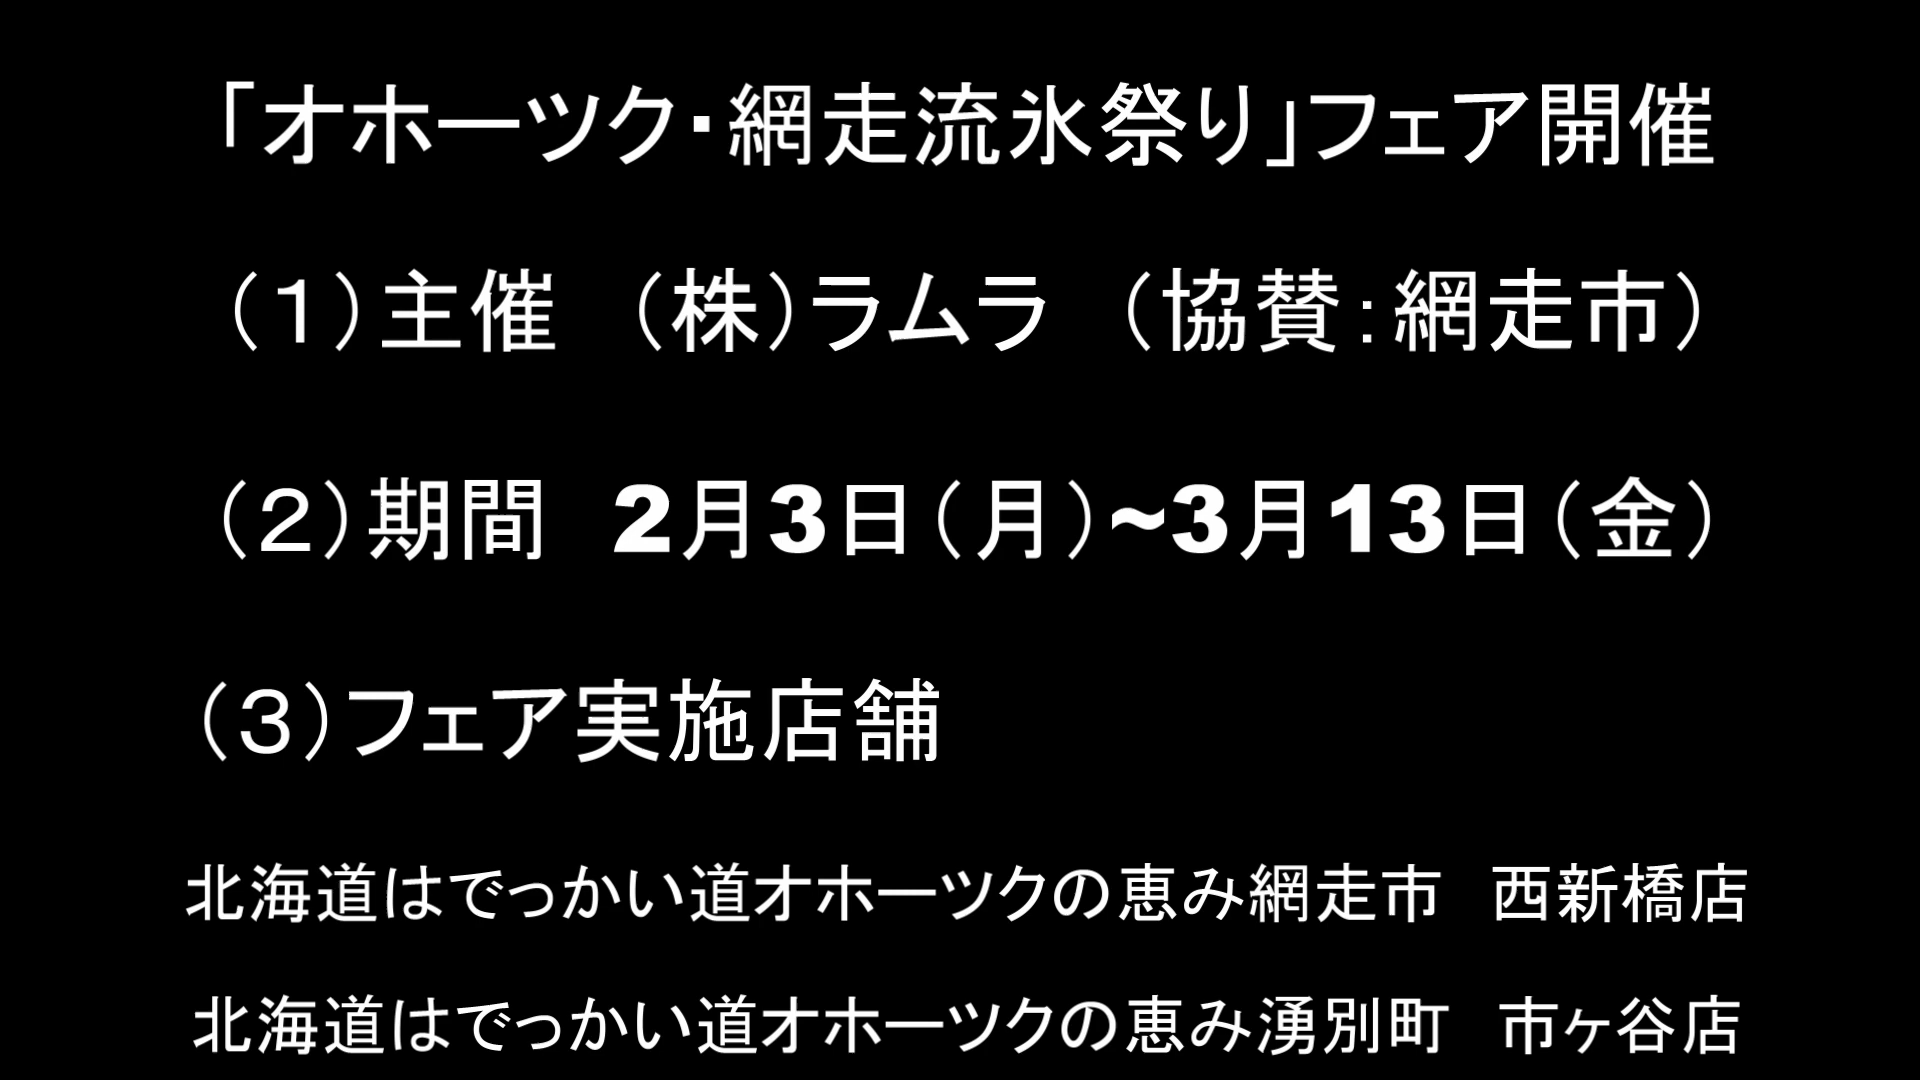 「オホーツク・網走流氷祭り」フェア開催
（１）主催　（株）ラムラ　（協賛：網走市）
（２）期間　2月3日（月）~3月13日（金）
（３）フェア実施店舗
北海道はでっかい道オホーツクの恵み網走市　西新橋店
北海道はでっかい道オホーツクの恵み湧別町　市ヶ谷店